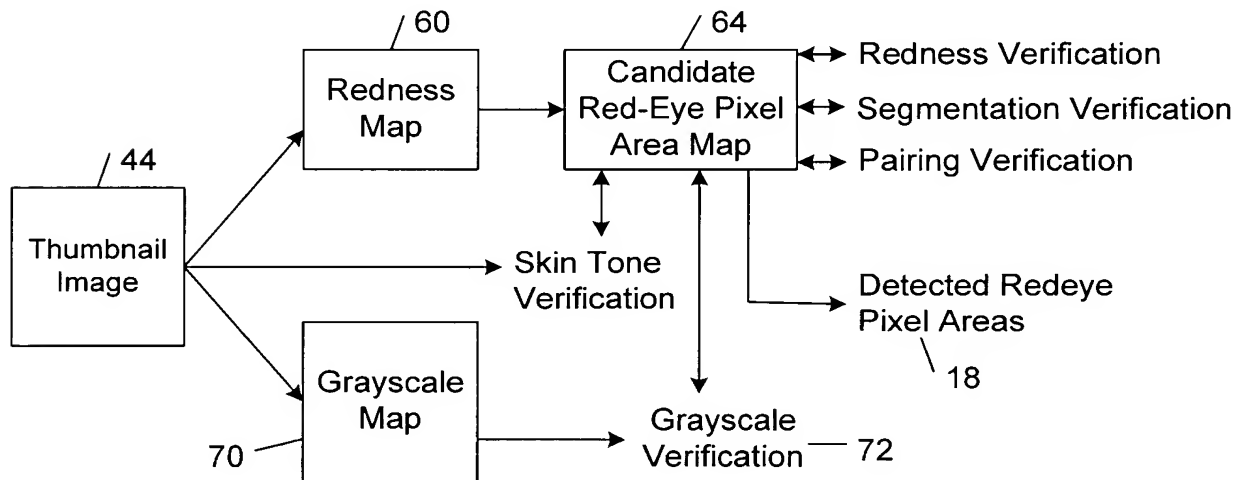 60
Redness
Map
64
Candidate
Red-Eye Pixel
Area Map
Redness Verification
Segmentation Verification
Pairing Verification
44
Thumbnail
Image
Skin Tone
Verification
Detected Redeye
Pixel Areas
18
Grayscale
Map
70
Grayscale
Verification
72